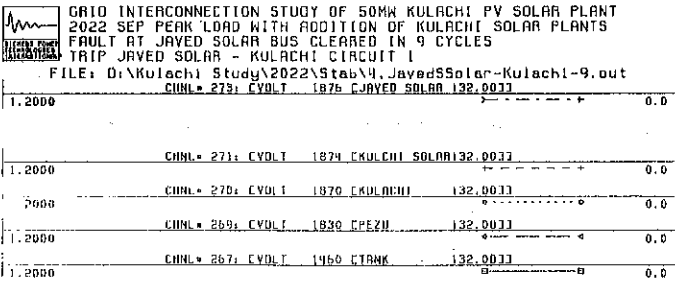 GRID INTERCONNECTION STUDY OF 50MW KULACHI PV SOLAR PLANT
2022 SEP PEAK LOAD WITH ADDITION OF KULACHI SOLAR PLANTS
FAULT AT JAVED SOLAR BUS CLEARED IN 9 CYCLES
TRIP JAVED SOLAR - KULACHI CIRCUIT 1
FILE: D:\Kulachi Study\2022\Stab\4.JavedSSolar-Kulachi-9.out
CHNL# 273: [VOLT 1876 [JAVED SOLAR 132.00]]
1.2000 0.0
CHNL# 271: [VOLT 1874 [KULCHI SOLAR132.00]]
1.2000 0.0
CHNL# 270: [VOLT 1870 [KULACHI 132.00]]
2000 0.0
CHNL# 269: [VOLT 1830 [PEZU 132.00]]
1.2000 0.0
CHNL# 267: [VOLT 1460 [TANK 132.00]]
1.2000 0.0